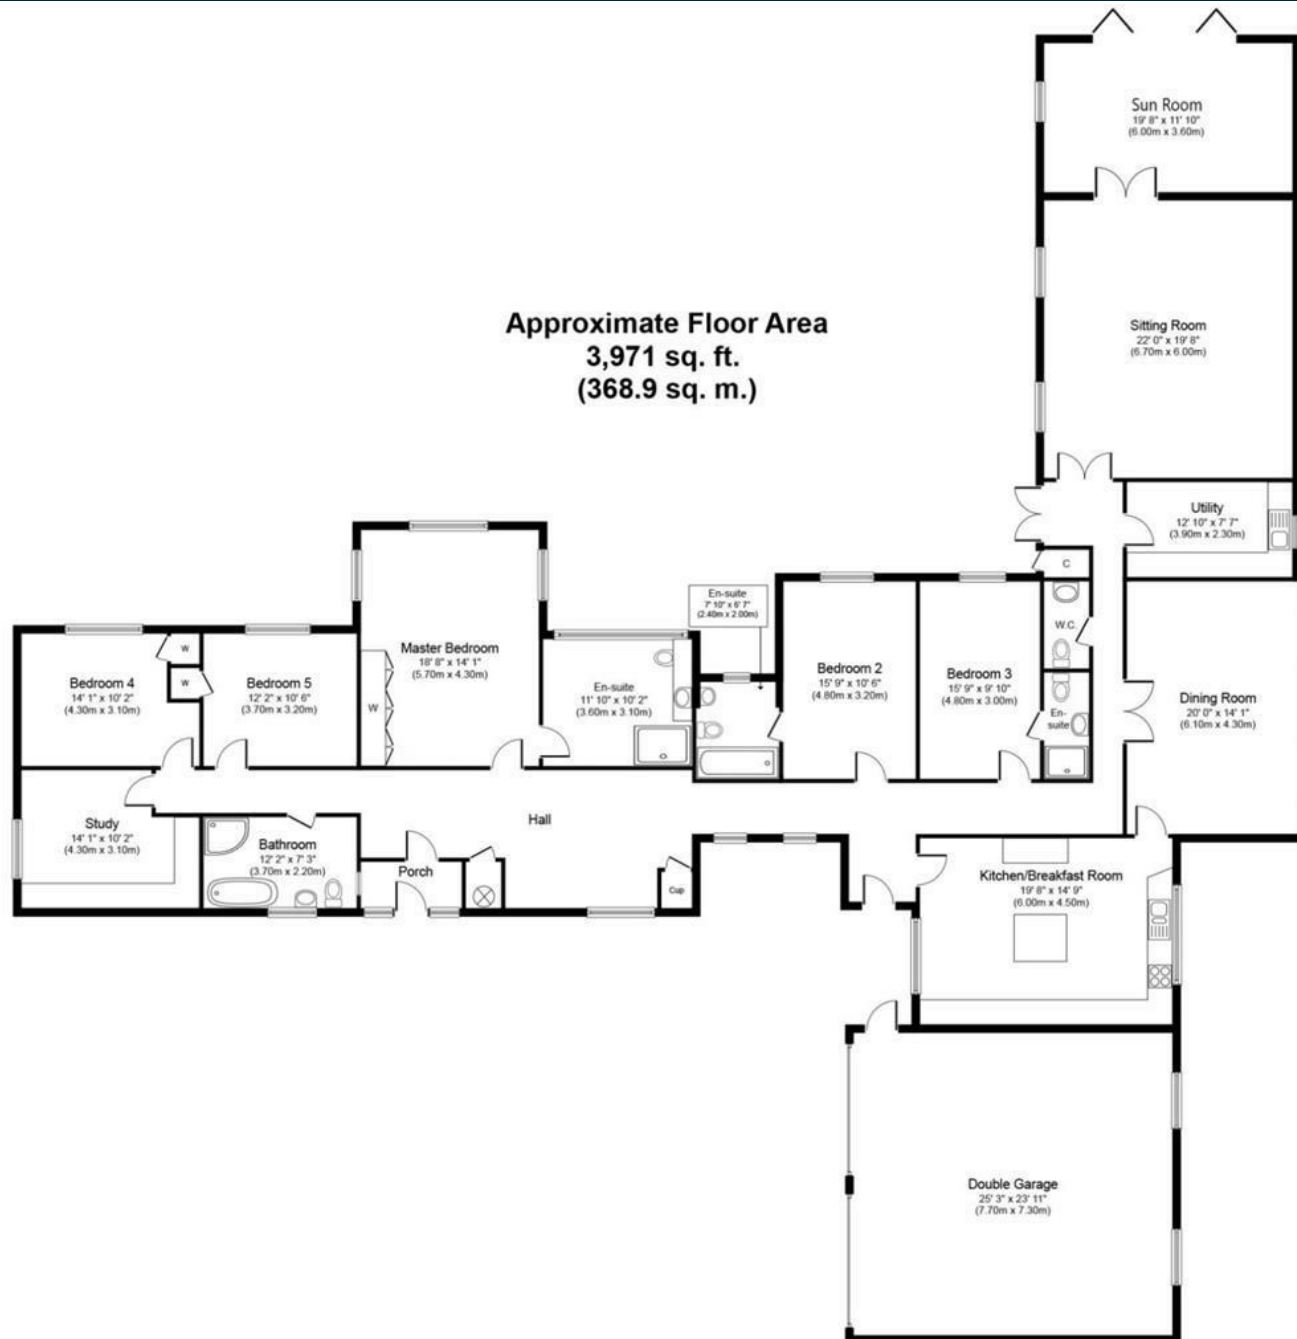 Sun Room
19' 8" x 11' 10"
(6.00m x 3.60m)
Approximate Floor Area
3,971 sq. ft.
(368.9 sq. m.)
Sitting Room
22' 0" x 19' 8"
(6.70m x 6.00m)
Utility
12' 10" x 7' 7"
(3.90m x 2.30m)
C
En-suite
7' 10" x 6' 7"
(2.40m x 2.00m)
W.C.
Master Bedroom
18' 8" x 14' 1"
(5.70m x 4.30m)
W
W
W
Bedroom 4
14' 1" x 10' 2"
(4.30m x 3.10m)
Bedroom 5
12' 2" x 10' 6"
(3.70m x 3.20m)
En-suite
11' 10" x 10' 2"
(3.60m x 3.10m)
Bedroom 2
15' 9" x 10' 6"
(4.80m x 3.20m)
Bedroom 3
15' 9" x 9' 10"
(4.80m x 3.00m)
En-
suite
Dining Room
20' 0" x 14' 1"
(6.10m x 4.30m)
Study
14' 1" x 10' 2"
(4.30m x 3.10m)
Bathroom
12' 2" x 7' 3"
(3.70m x 2.20m)
Porch
Hall
Cup
Kitchen/Breakfast Room
19' 8" x 14' 9"
(6.00m x 4.50m)
Double Garage
25' 3" x 23' 11"
(7.70m x 7.30m)